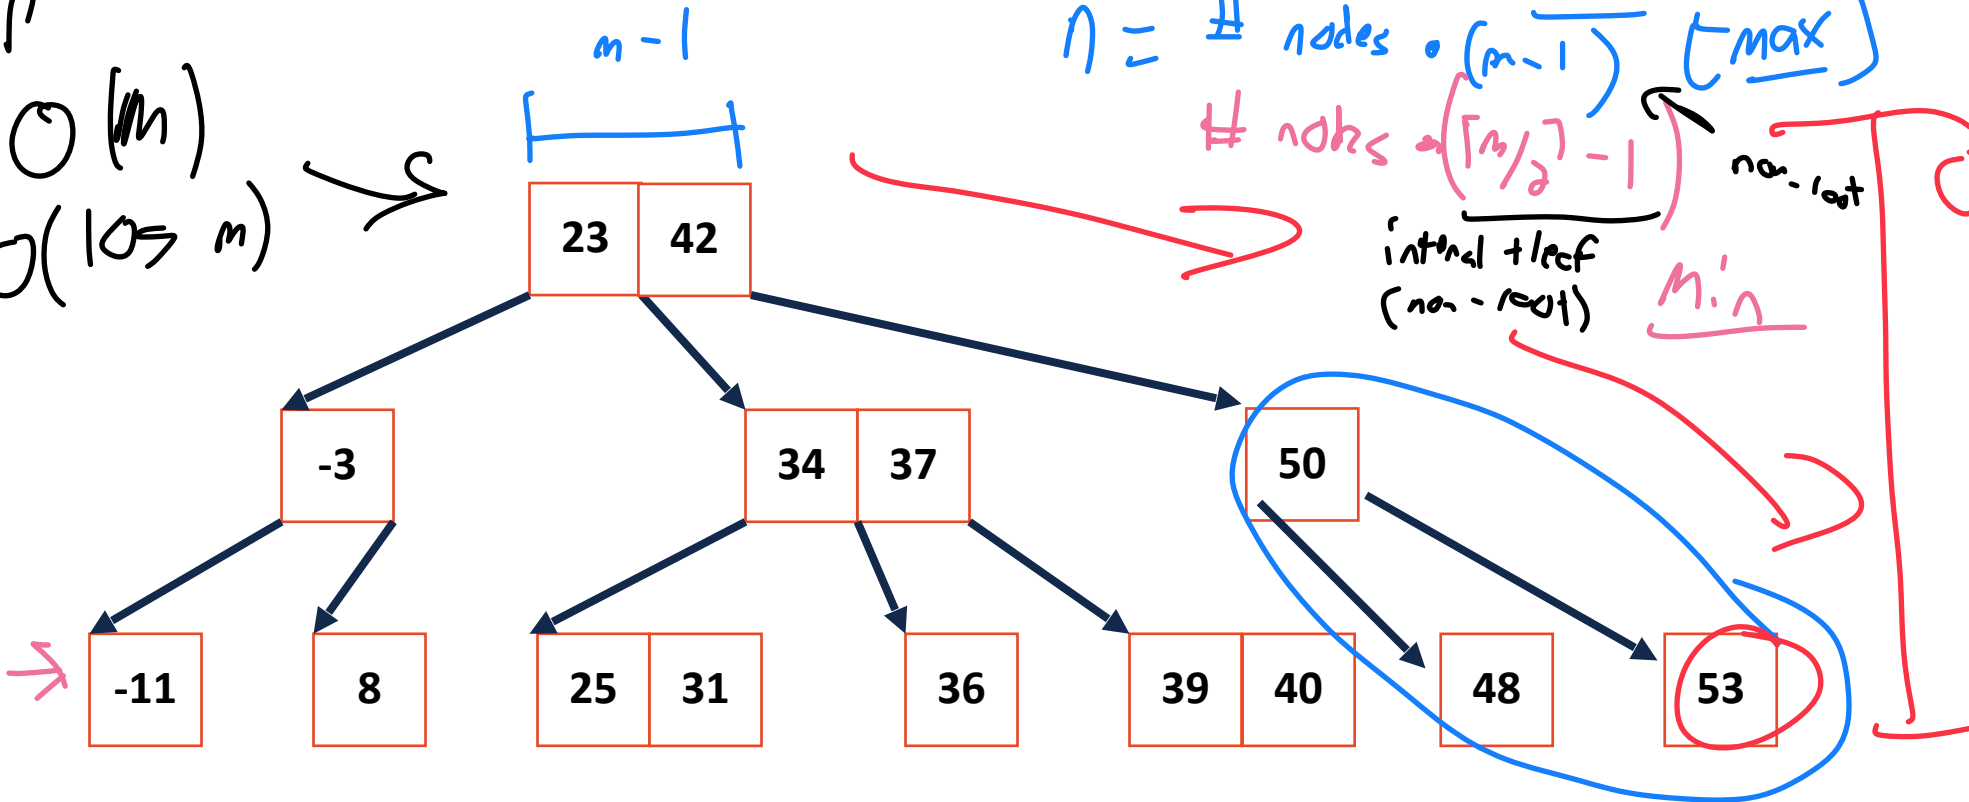 m-1
n = # nodes · (m-1) (max)
# nodes · (⌈m/2⌉ - 1)
O(m)
O(log m)
non-root
internal + leaf
(non-root)
Min
23 42
-3 34 37 50
-11 8 25 31 36 39 40 48 53